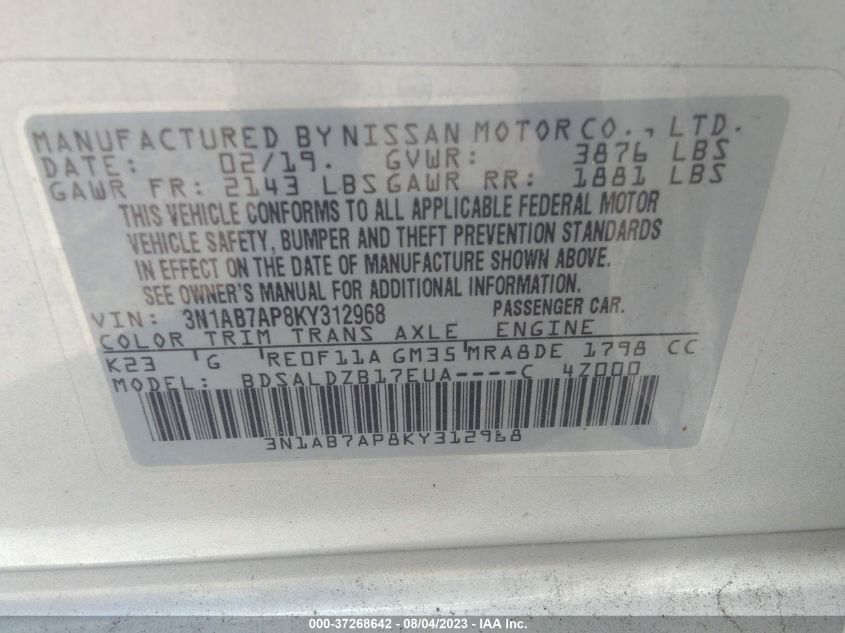 MANUFACTURED BY NISSAN MOTOR CO., LTD.
DATE: 02/19. GVWR: 3876 LBS
GAWR FR: 2143 LBS GAWR RR: 1881 LBS
THIS VEHICLE CONFORMS TO ALL APPLICABLE FEDERAL MOTOR
VEHICLE SAFETY, BUMPER AND THEFT PREVENTION STANDARDS
IN EFFECT ON THE DATE OF MANUFACTURE SHOWN ABOVE.
SEE OWNER'S MANUAL FOR ADDITIONAL INFORMATION.
VIN: 3N1AB7AP8KY312968 PASSENGER CAR.
COLOR TRIM TRANS AXLE ENGINE
K23 'G 'RE0F11A GM35'MRA8DE 1798 CC
MODEL: BDSALDZB17EUA----C 4Z000
3N1AB7AP8KY312968
000-37268642 - 08/04/2023 - IAA Inc.